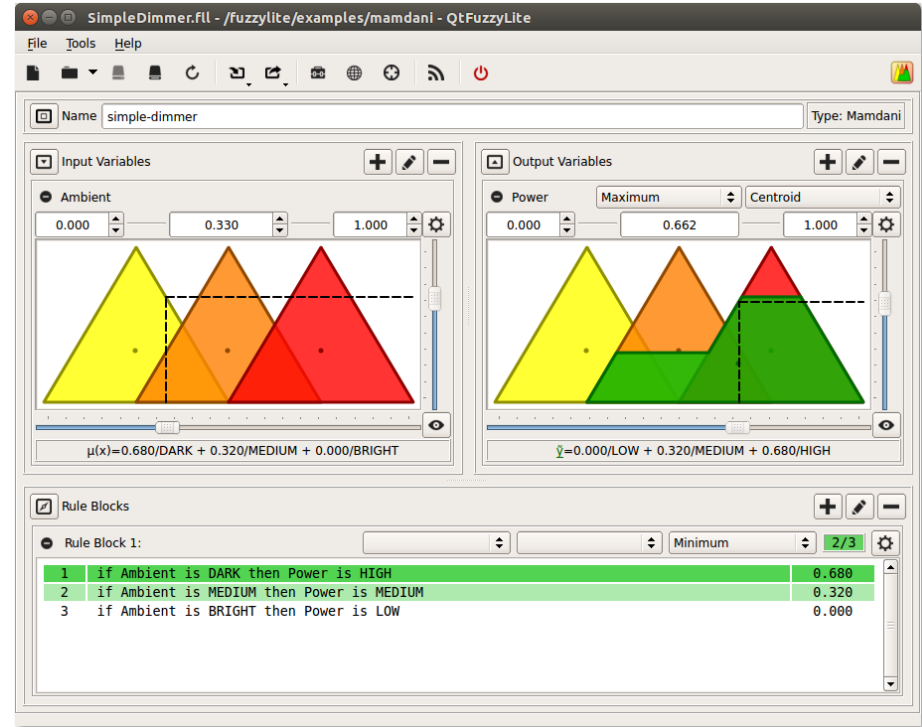 SimpleDimmer.fll - /fuzzylite/examples/mamdani - QtFuzzyLite
File Tools Help
Name simple-dimmer Type: Mamdani
Input Variables
Ambient
0.000 0.330 1.000
μ(x)=0.680/DARK + 0.320/MEDIUM + 0.000/BRIGHT
Output Variables
Power Maximum Centroid
0.000 0.662 1.000
ỹ=0.000/LOW + 0.320/MEDIUM + 0.680/HIGH
Rule Blocks
Rule Block 1: Minimum 2/3
1 if Ambient is DARK then Power is HIGH 0.680
2 if Ambient is MEDIUM then Power is MEDIUM 0.320
3 if Ambient is BRIGHT then Power is LOW 0.000